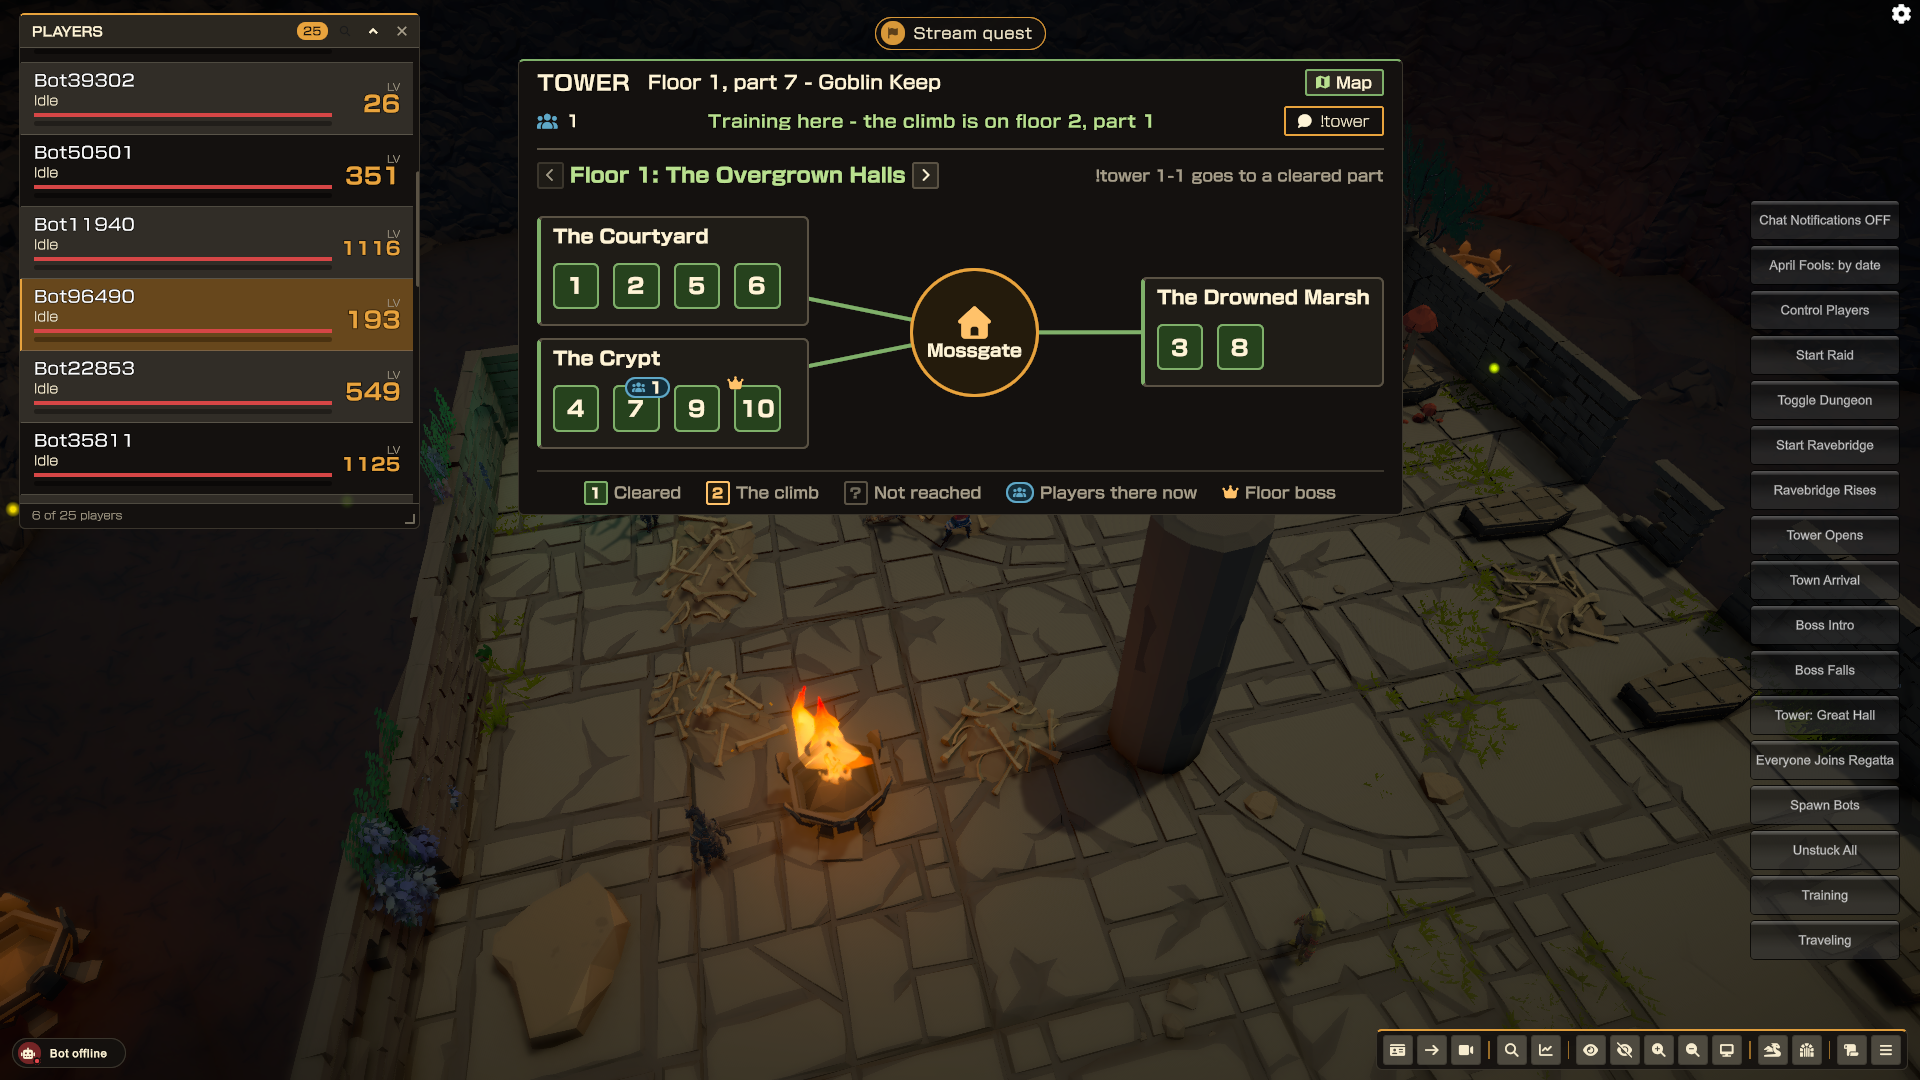 PLAYERS
25
Bot39302
Idle
LV
26
Bot50501
Idle
LV
351
Bot11940
Idle
LV
1116
Bot96490
Idle
LV
193
Bot22853
Idle
LV
549
Bot35811
Idle
LV
1125
6 of 25 players
Stream quest
TOWER Floor 1, part 7 - Goblin Keep
Map
1
Training here - the climb is on floor 2, part 1
!tower
Floor 1: The Overgrown Halls
!tower 1-1 goes to a cleared part
The Courtyard
1 2 5 6
The Crypt
1
4 7 9 10
Mossgate
The Drowned Marsh
3 8
1 Cleared
2 The climb
? Not reached
Players there now
Floor boss
Chat Notifications OFF
April Fools: by date
Control Players
Start Raid
Toggle Dungeon
Start Ravebridge
Ravebridge Rises
Tower Opens
Town Arrival
Boss Intro
Boss Falls
Tower: Great Hall
Everyone Joins Regatta
Spawn Bots
Unstuck All
Training
Traveling
Bot offline